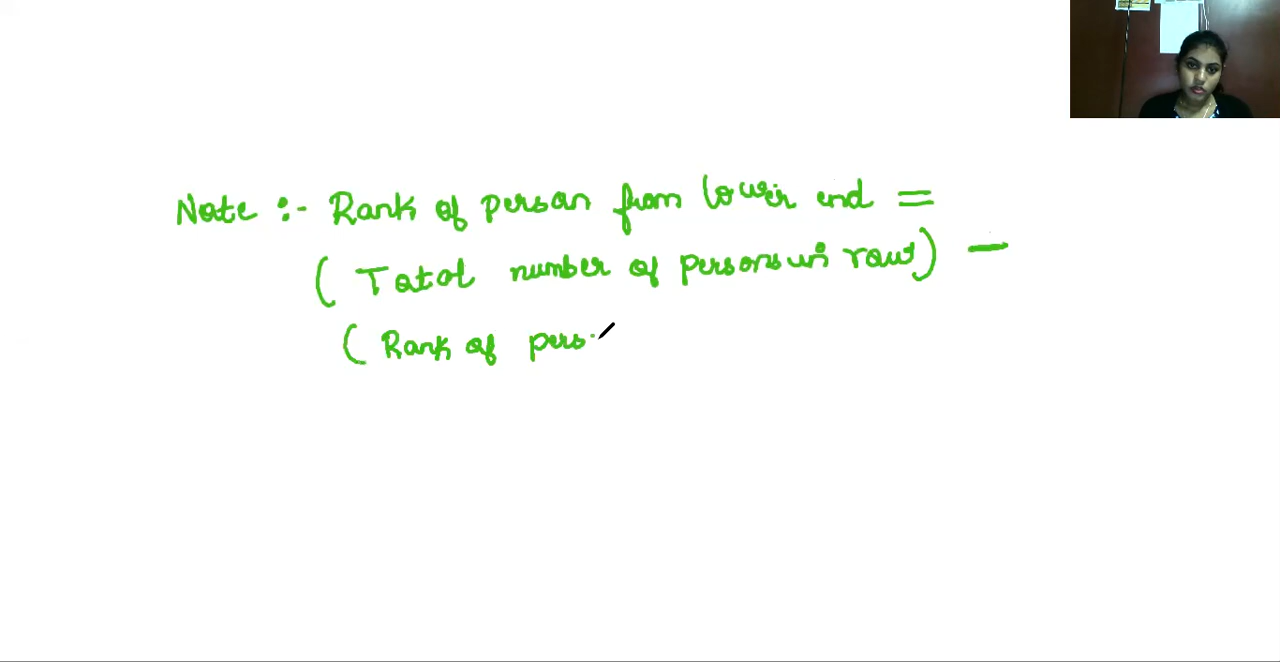 Note :- Rank of person from lower end =
( Total number of persons in row ) -
( Rank of pers